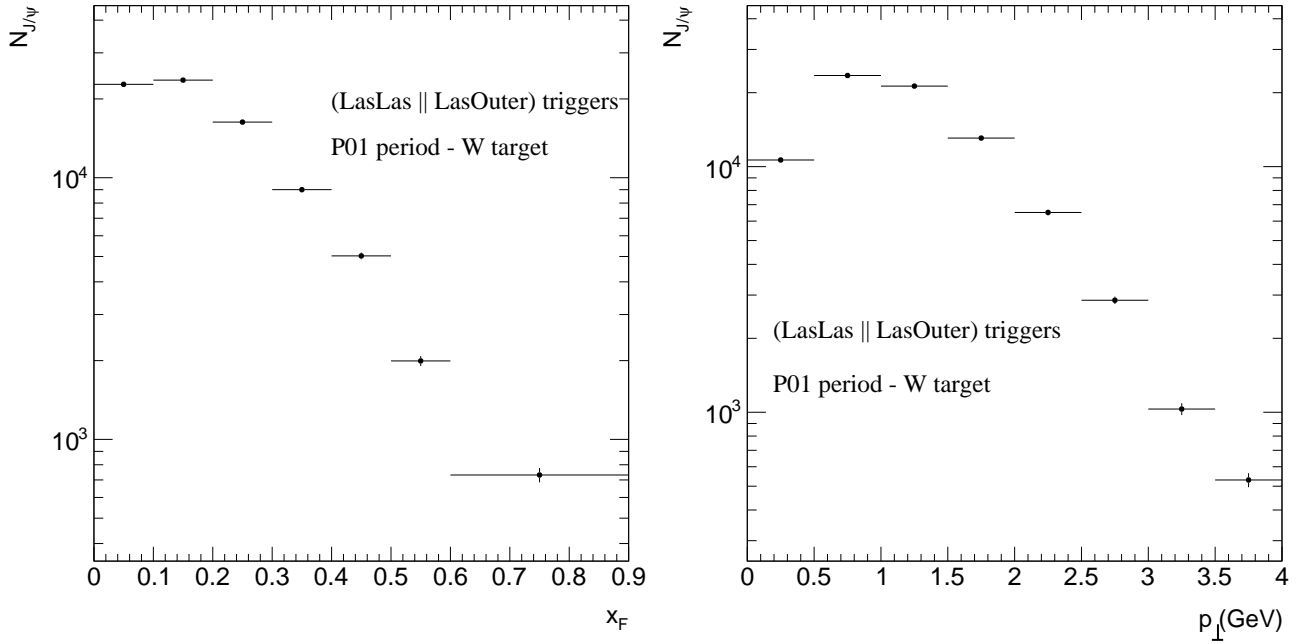 N_{J/ψ}
10^4
10^3
(LasLas || LasOuter) triggers
P01 period - W target
0 0.1 0.2 0.3 0.4 0.5 0.6 0.7 0.8 0.9
x_F
N_{J/ψ}
10^4
10^3
(LasLas || LasOuter) triggers
P01 period - W target
0 0.5 1 1.5 2 2.5 3 3.5 4
p_⊥(GeV)